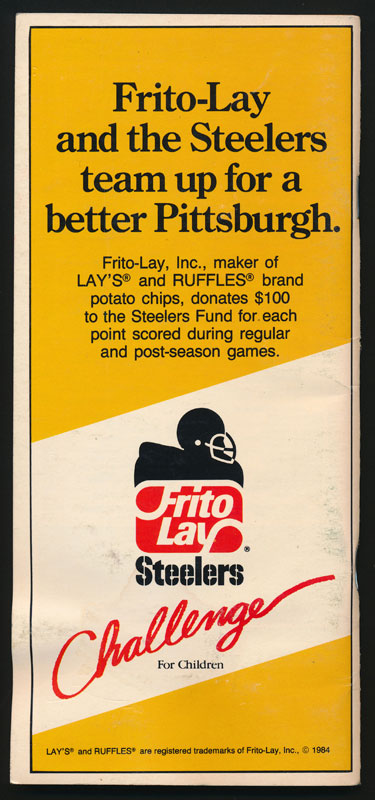 Frito-Lay
and the Steelers
team up for a
better Pittsburgh.
Frito-Lay, Inc., maker of
LAY'S® and RUFFLES® brand
potato chips, donates $100
to the Steelers Fund for each
point scored during regular
and post-season games.
Frito
Lay®
Steelers
Challenge
For Children
LAY'S® and RUFFLES® are registered trademarks of Frito-Lay, Inc., © 1984